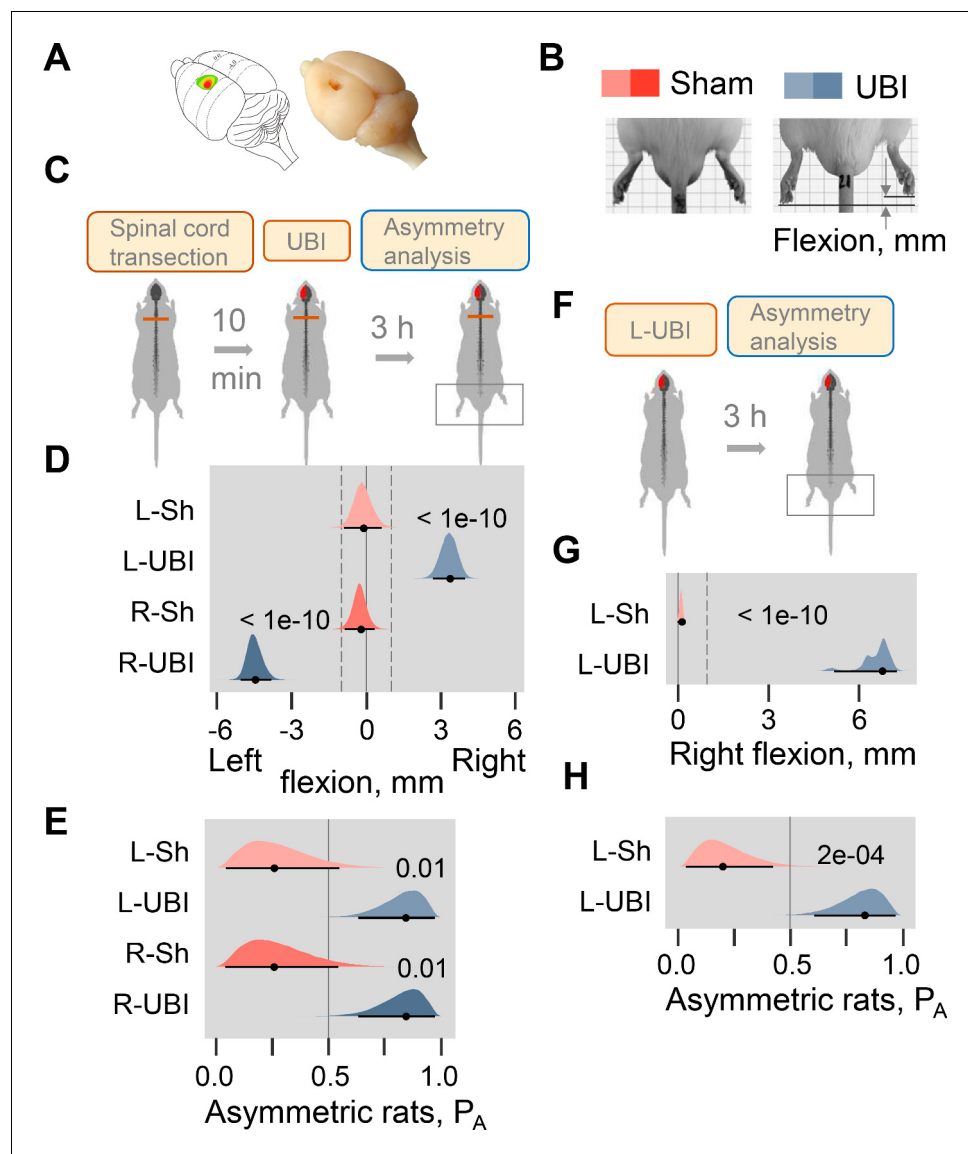 A
B
Sham
UBI
21
Flexion, mm
C
Spinal cord
transection
UBI
Asymmetry
analysis
10
min
3 h
D
L-Sh
L-UBI
R-Sh
R-UBI
< 1e-10
< 1e-10
-6 -3 0 3 6
Left flexion, mm Right
E
L-Sh
L-UBI
R-Sh
R-UBI
0.01
0.01
0.0 0.5 1.0
Asymmetric rats, PA
F
L-UBI
Asymmetry
analysis
3 h
G
L-Sh
L-UBI
< 1e-10
0 3 6
Right flexion, mm
H
L-Sh
L-UBI
2e-04
0.0 0.5 1.0
Asymmetric rats, PA